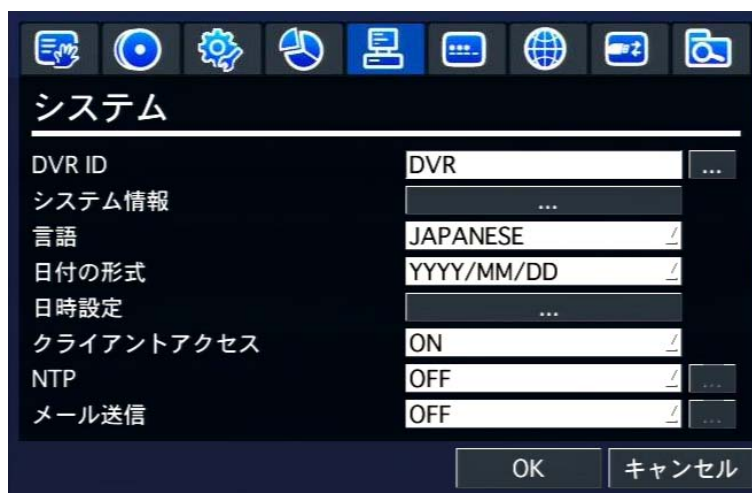 システム
DVR ID DVR ...
システム情報 ...
言語 JAPANESE
日付の形式 YYYY/MM/DD
日時設定 ...
クライアントアクセス ON
NTP OFF ...
メール送信 OFF ...
OK キャンセル